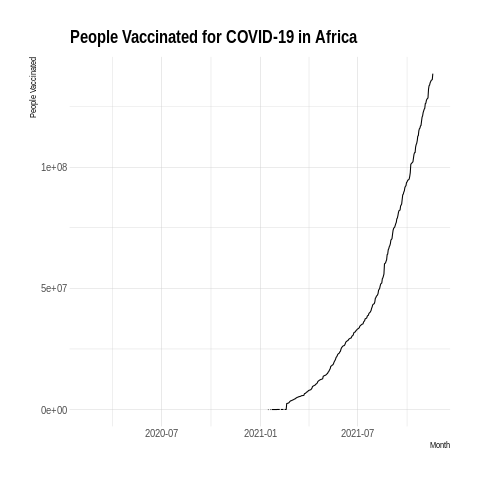 People Vaccinated for COVID-19 in Africa
People Vaccinated
1e+08
5e+07
0e+00
2020-07
2021-01
2021-07
Month